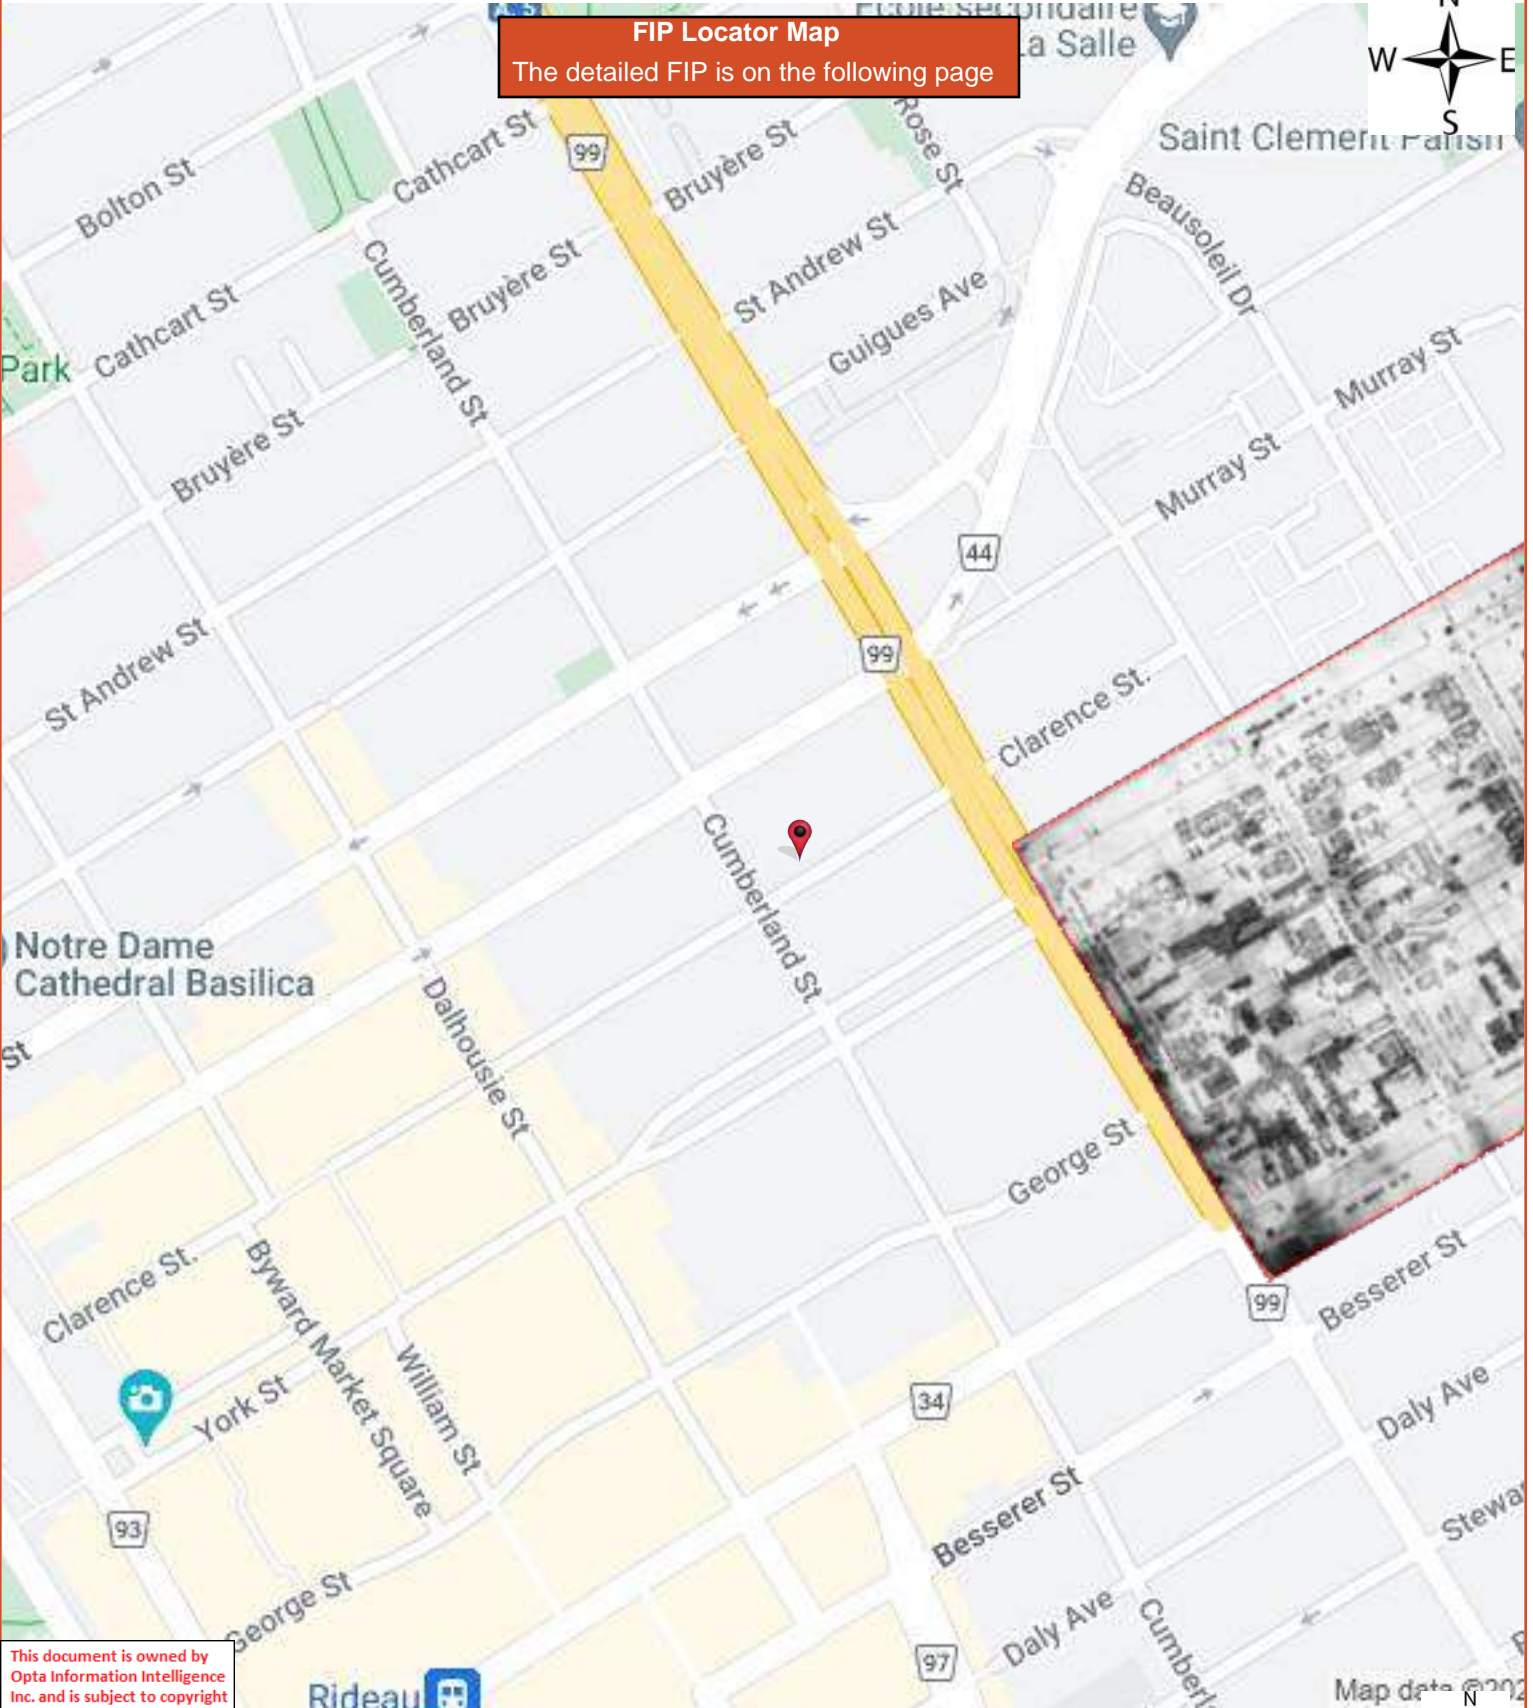 N
W
E
S
FIP Locator Map
The detailed FIP is on the following page
La Salle
Saint Clement Parish
99
Cathcart St
Bruyère St
Rose St
Bolton St
Beausoleil Dr
Cumberland St
Bruyère St
St Andrew St
Guigues Ave
Cathcart St
Park
Murray St
Bruyère St
Murray St
44
St Andrew St
99
Clarence St.
Cumberland St
Notre Dame
Cathedral Basilica
St
Dalhousie St
George St
Clarence St.
Byward Market Square
99
Besserer St
William St
York St
34
Daly Ave
93
Besserer St
George St
Daly Ave
Cumberl
97
Rideau
This document is owned by
Opta Information Intelligence
Inc. and is subject to copyright
Map data
N